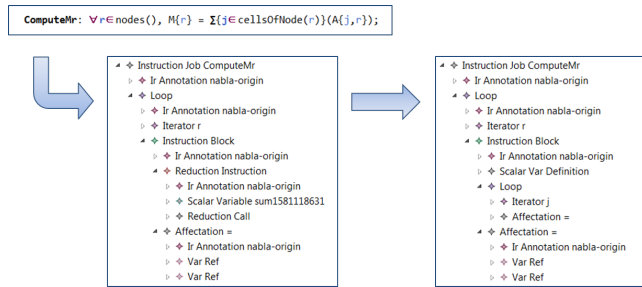 ComputeMr: ∀r∈nodes(), M{r} = ∑{j∈cellsOfNode(r)}(A{j,r});
Instruction Job ComputeMr
Ir Annotation nabla-origin
Loop
Ir Annotation nabla-origin
Iterator r
Instruction Block
Ir Annotation nabla-origin
Reduction Instruction
Ir Annotation nabla-origin
Scalar Variable sum1581118631
Reduction Call
Affectation =
Ir Annotation nabla-origin
Var Ref
Var Ref
Instruction Job ComputeMr
Ir Annotation nabla-origin
Loop
Ir Annotation nabla-origin
Iterator r
Instruction Block
Ir Annotation nabla-origin
Scalar Var Definition
Loop
Iterator j
Affectation =
Affectation =
Ir Annotation nabla-origin
Var Ref
Var Ref